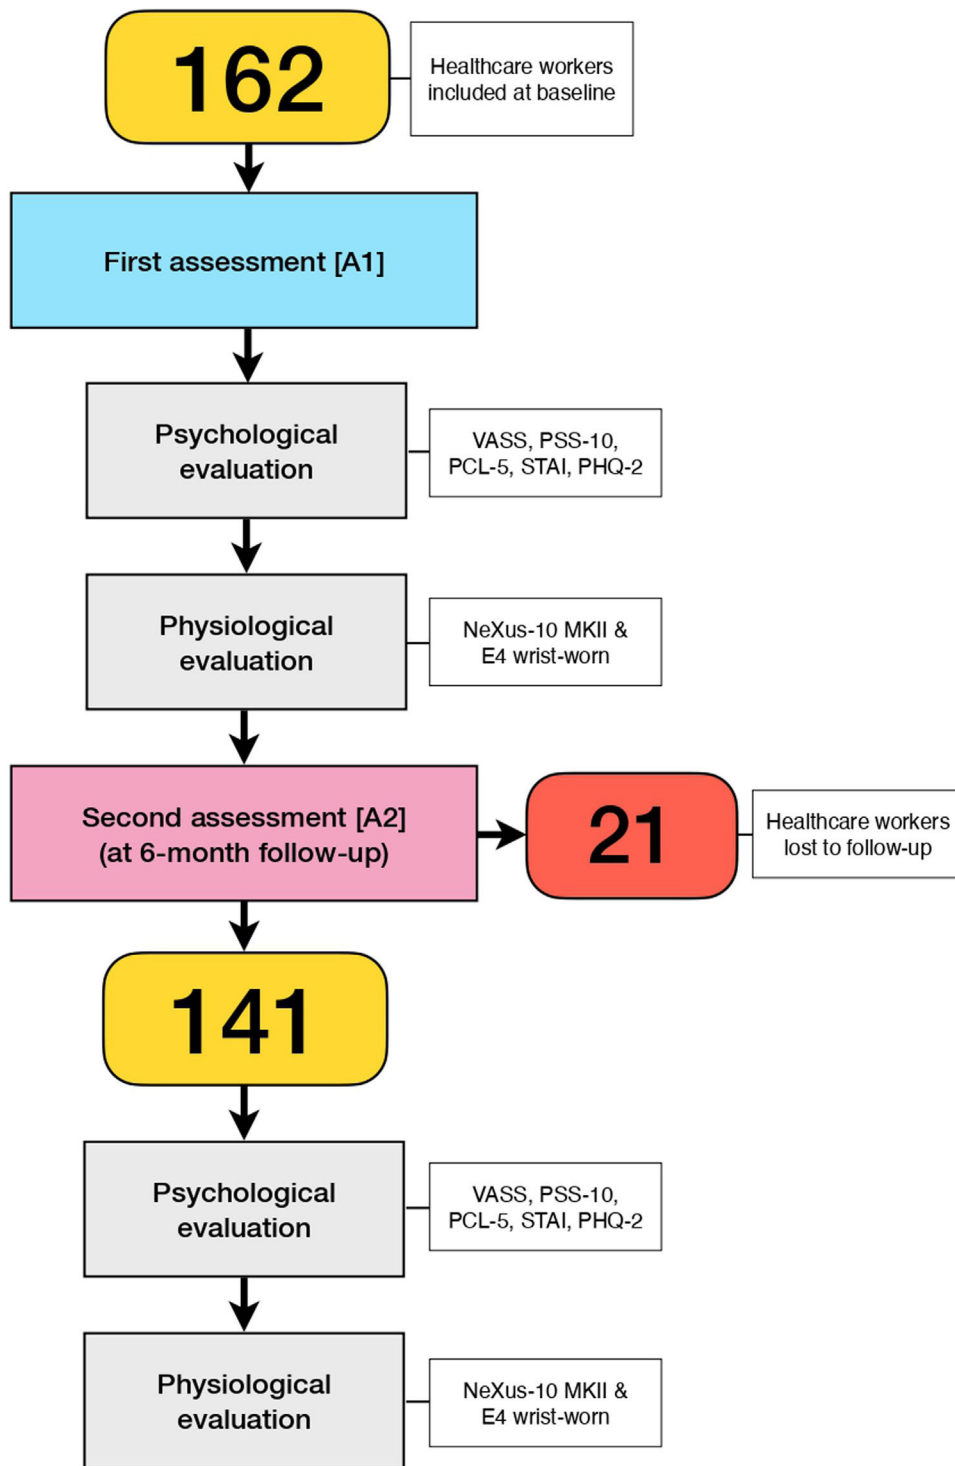 162
Healthcare workers
included at baseline
First assessment [A1]
Psychological
evaluation
VASS, PSS-10,
PCL-5, STAI, PHQ-2
Physiological
evaluation
NeXus-10 MKII &
E4 wrist-worn
Second assessment [A2]
(at 6-month follow-up)
21
Healthcare workers
lost to follow-up
141
Psychological
evaluation
VASS, PSS-10,
PCL-5, STAI, PHQ-2
Physiological
evaluation
NeXus-10 MKII &
E4 wrist-worn